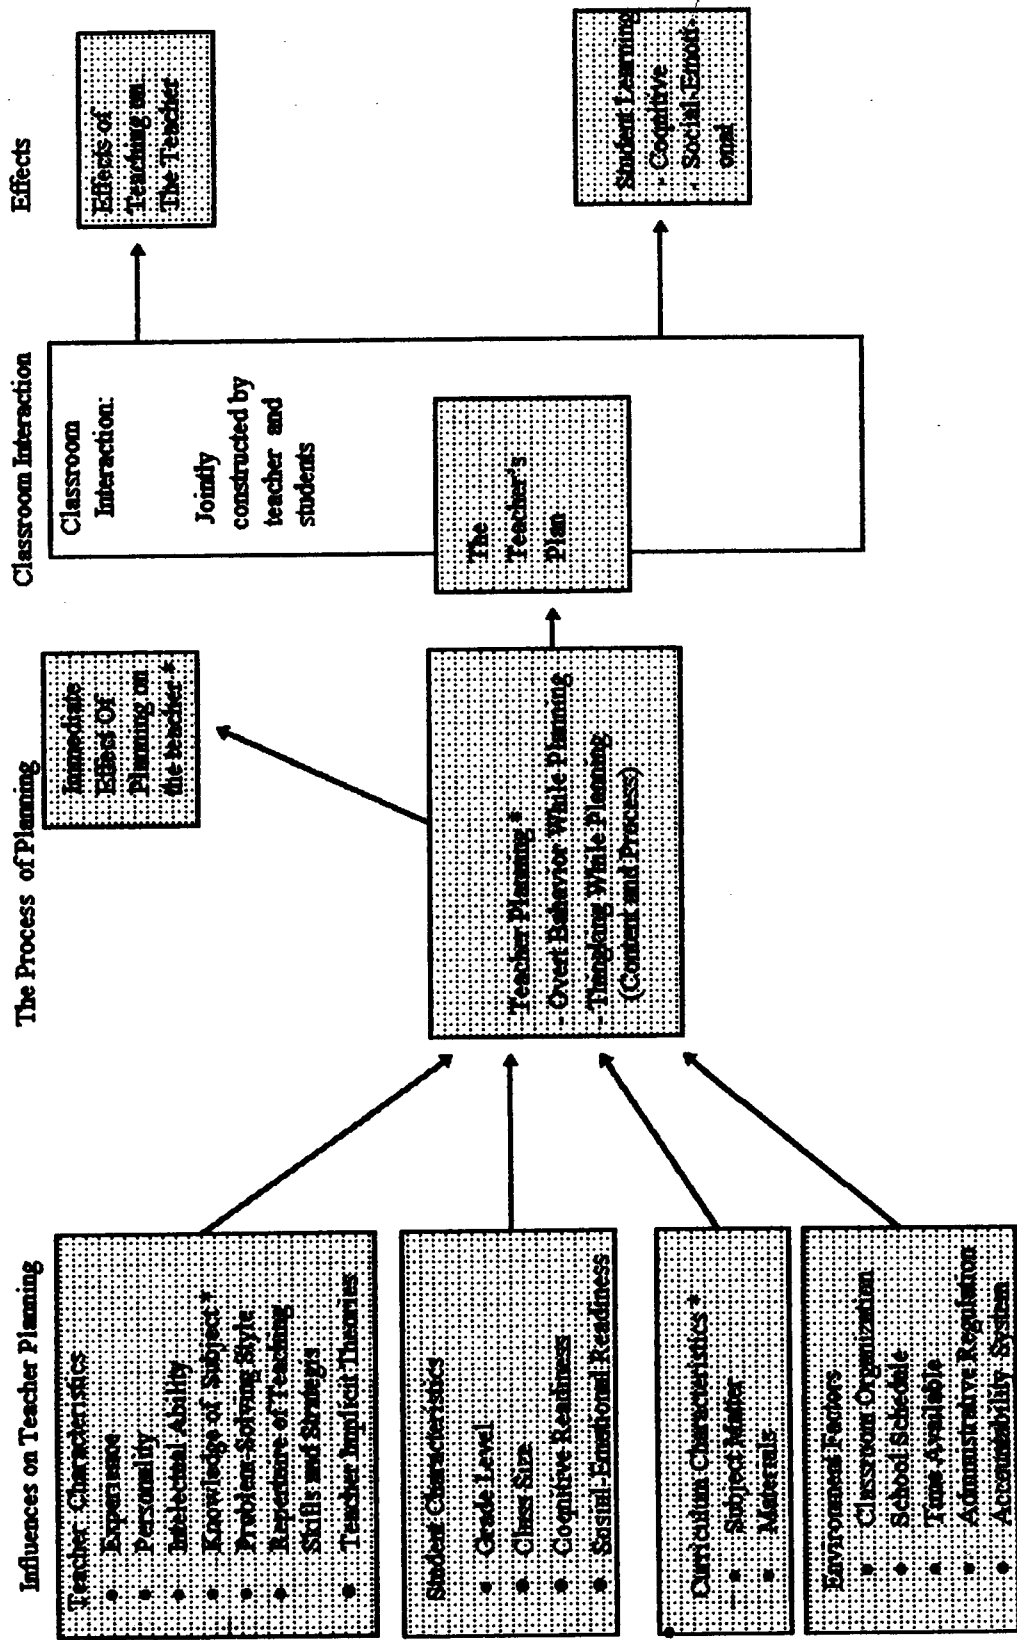 Influences on Teacher Planning
Teacher Characteristics
• Experience
• Personality
• Intelectual Ability
• Knowledge of Subject *
• Problem-Solving Style
• Repertoire of Teaching
Skills and Strategis
• Teacher Implicit Theories
Student Characteristics
• Grade Level
• Class Size
• Cognitive Readiness
• Sosial-Emotional Readiness
Curriculum Characteristics *
• Subject Matter
• Materials
Environment Factors
• Classroom Organization
• School Schedule
• Time Available
• Administrative Regulation
• Accountability System
The Process of Planning
Immediate
Effect Of
Planning on
the teacher *
Teacher Planning *
- Overt Behavior While Planning
- While Planning
(Content and Process)
Classroom Interaction
Classroom
Interaction:
Jointly
constructed by
teacher and
students
The
Teacher's
Plan
Effects
Effects of
Teaching on
The Teacher
Student Learning
- Cognitive
- Social-Emoti-
onal